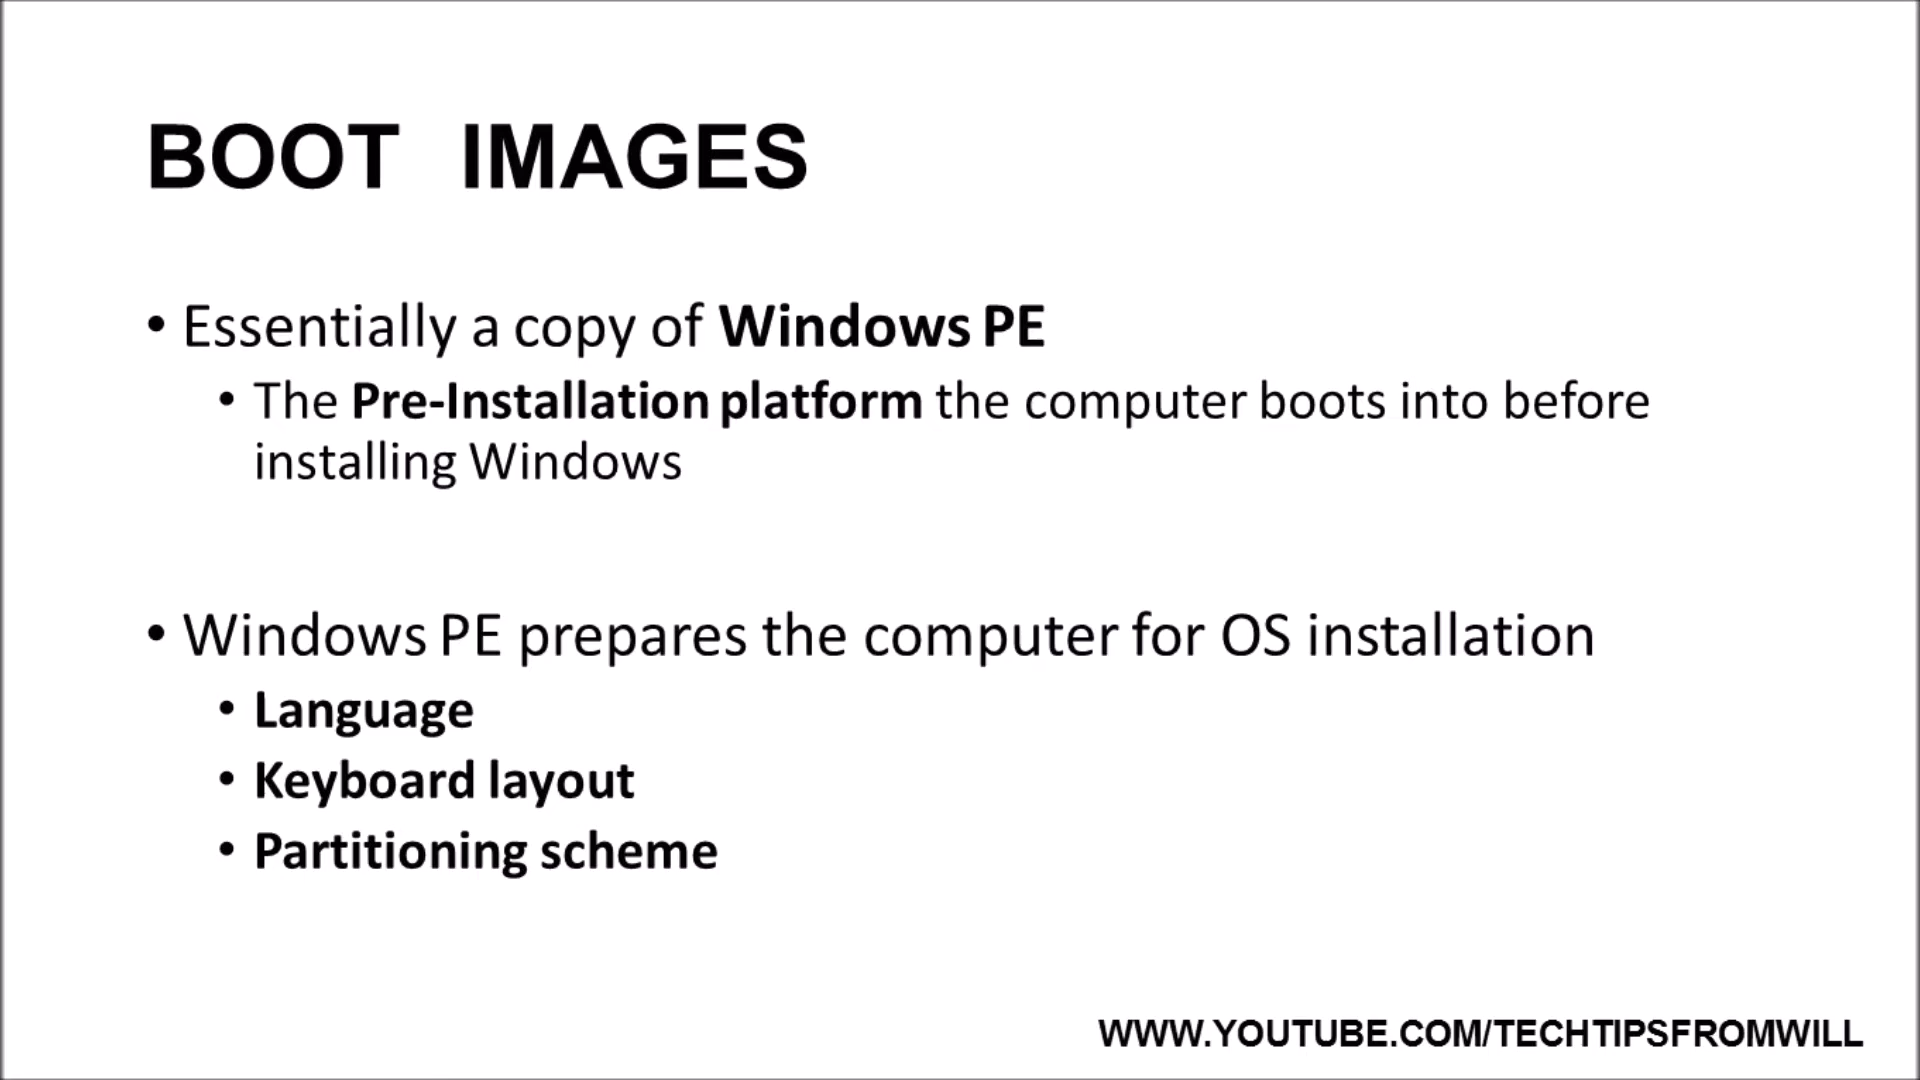 BOOT IMAGES
• Essentially a copy of Windows PE
• The Pre-Installation platform the computer boots into before
installing Windows
• Windows PE prepares the computer for OS installation
• Language
• Keyboard layout
• Partitioning scheme
WWW.YOUTUBE.COM/TECHTIPSFROMWILL